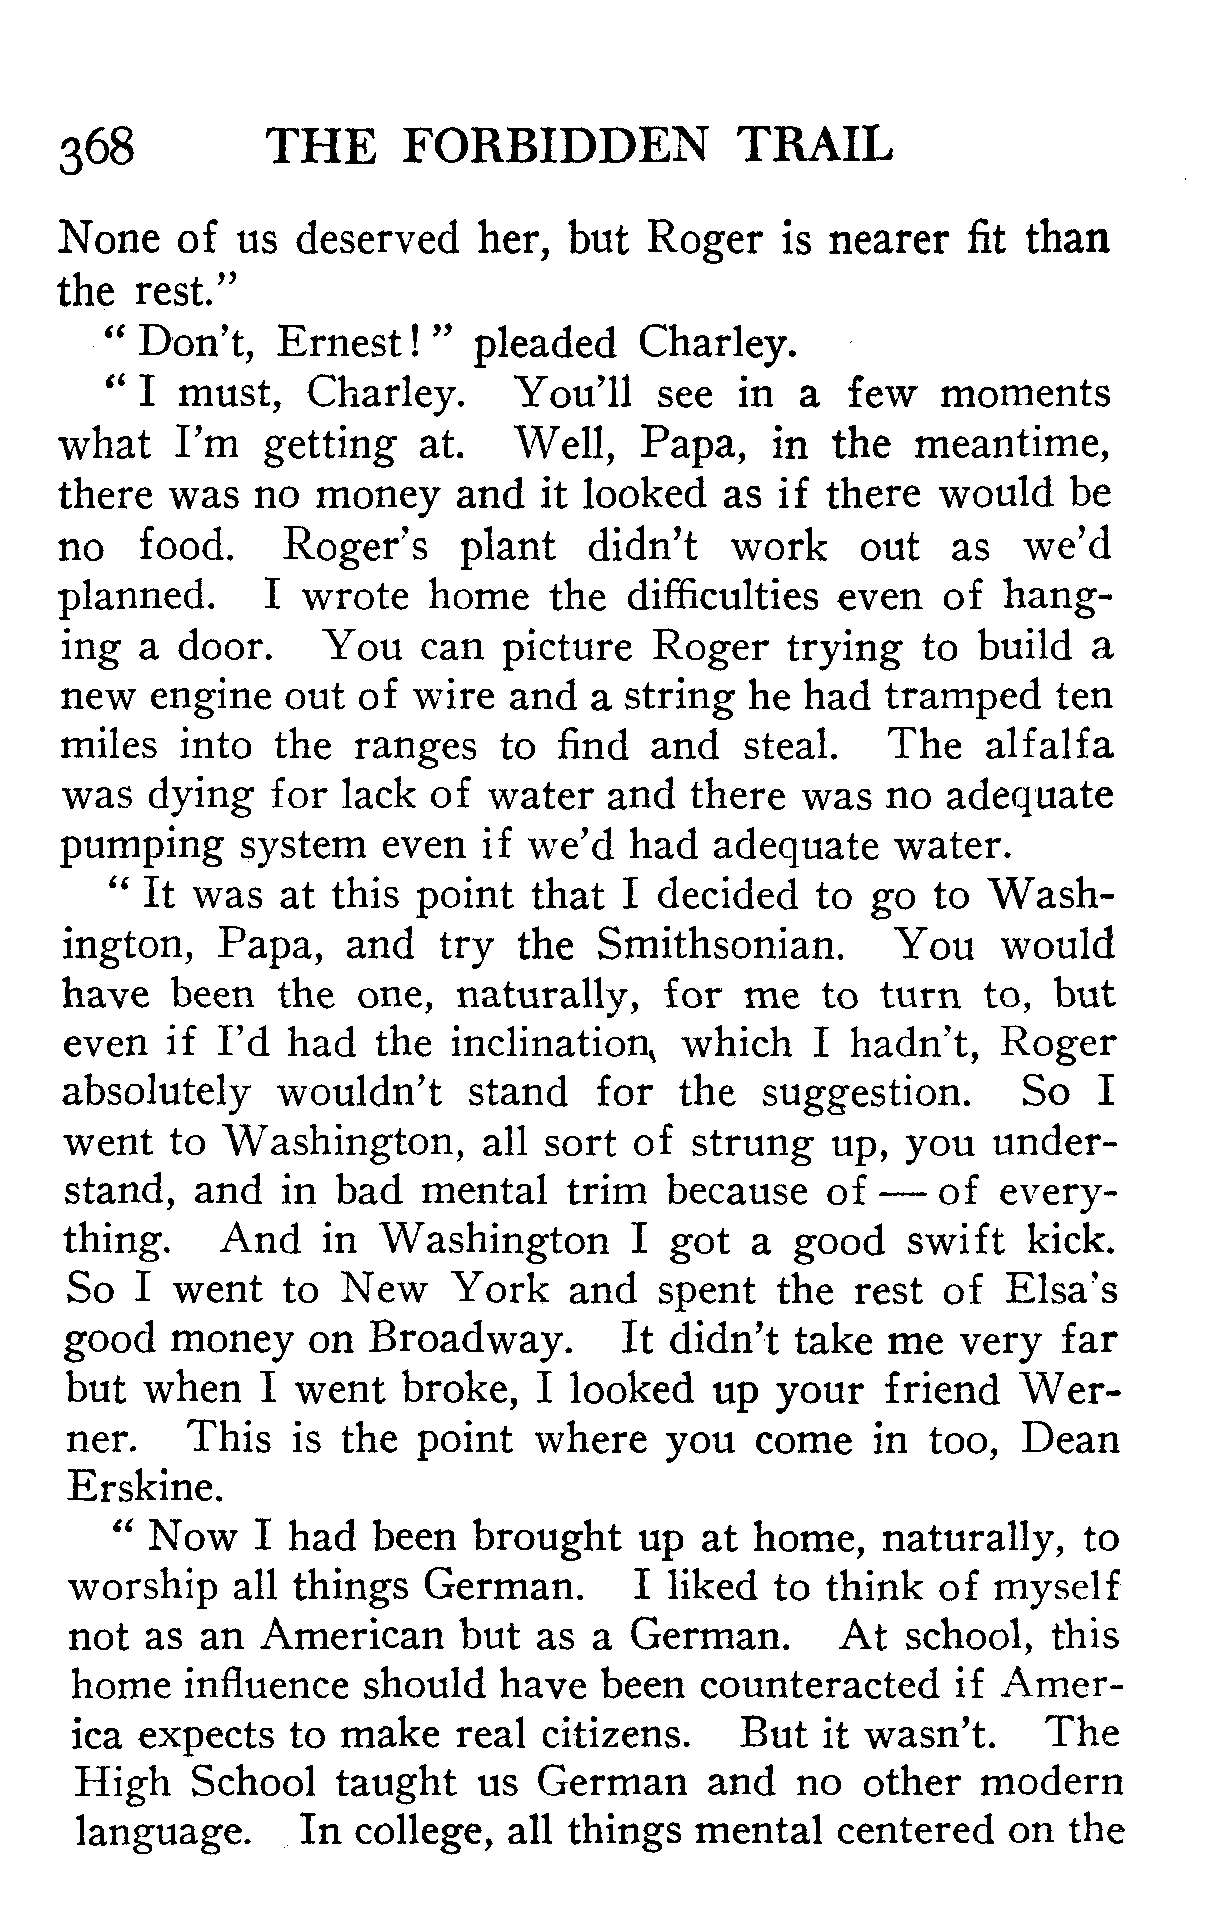 368 THE FORBIDDEN TRAIL
None of us deserved her, but Roger is nearer fit than
the rest."
" Don't, Ernest! " pleaded Charley.
" I must, Charley. You'll see in a few moments
what I'm getting at. Well, Papa, in the meantime,
there was no money and it looked as if there would be
no food. Roger's plant didn't work out as we'd
planned. I wrote home the difficulties even of hang-
ing a door. You can picture Roger trying to build a
new engine out of wire and a string he had tramped ten
miles into the ranges to find and steal. The alfalfa
was dying for lack of water and there was no adequate
pumping system even if we'd had adequate water.
" It was at this point that I decided to go to Wash-
ington, Papa, and try the Smithsonian. You would
have been the one, naturally, for me to turn to, but
even if I'd had the inclination, which I hadn't, Roger
absolutely wouldn't stand for the suggestion. So I
went to Washington, all sort of strung up, you under-
stand, and in bad mental trim because of — of every-
thing. And in Washington I got a good swift kick.
So I went to New York and spent the rest of Elsa's
good money on Broadway. It didn't take me very far
but when I went broke, I looked up your friend Wer-
ner. This is the point where you come in too, Dean
Erskine.
" Now I had been brought up at home, naturally, to
worship all things German. I liked to think of myself
not as an American but as a German. At school, this
home influence should have been counteracted if Amer-
ica expects to make real citizens. But it wasn't. The
High School taught us German and no other modern
language. In college, all things mental centered on the